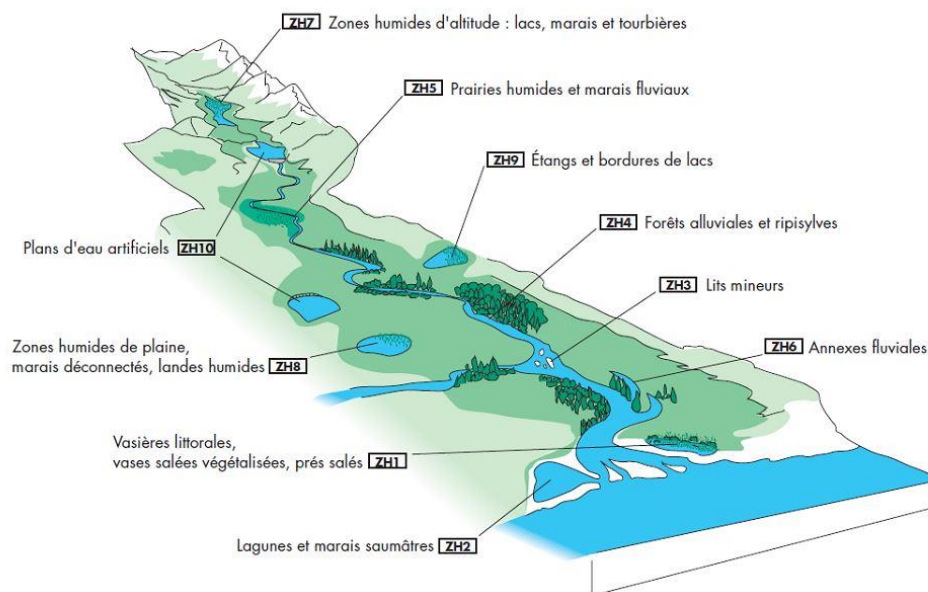 ZH7 Zones humides d'altitude : lacs, marais et tourbières
ZH5 Prairies humides et marais fluviaux
ZH9 Étangs et bordures de lacs
ZH4 Forêts alluviales et ripisylves
Plans d'eau artificiels ZH10
ZH3 Lits mineurs
Zones humides de plaine,
marais déconnectés, landes humides ZH8
ZH6 Annexes fluviales
Vasières littorales,
vases salées végétalisées, prés salés ZH1
Lagunes et marais saumâtres ZH2